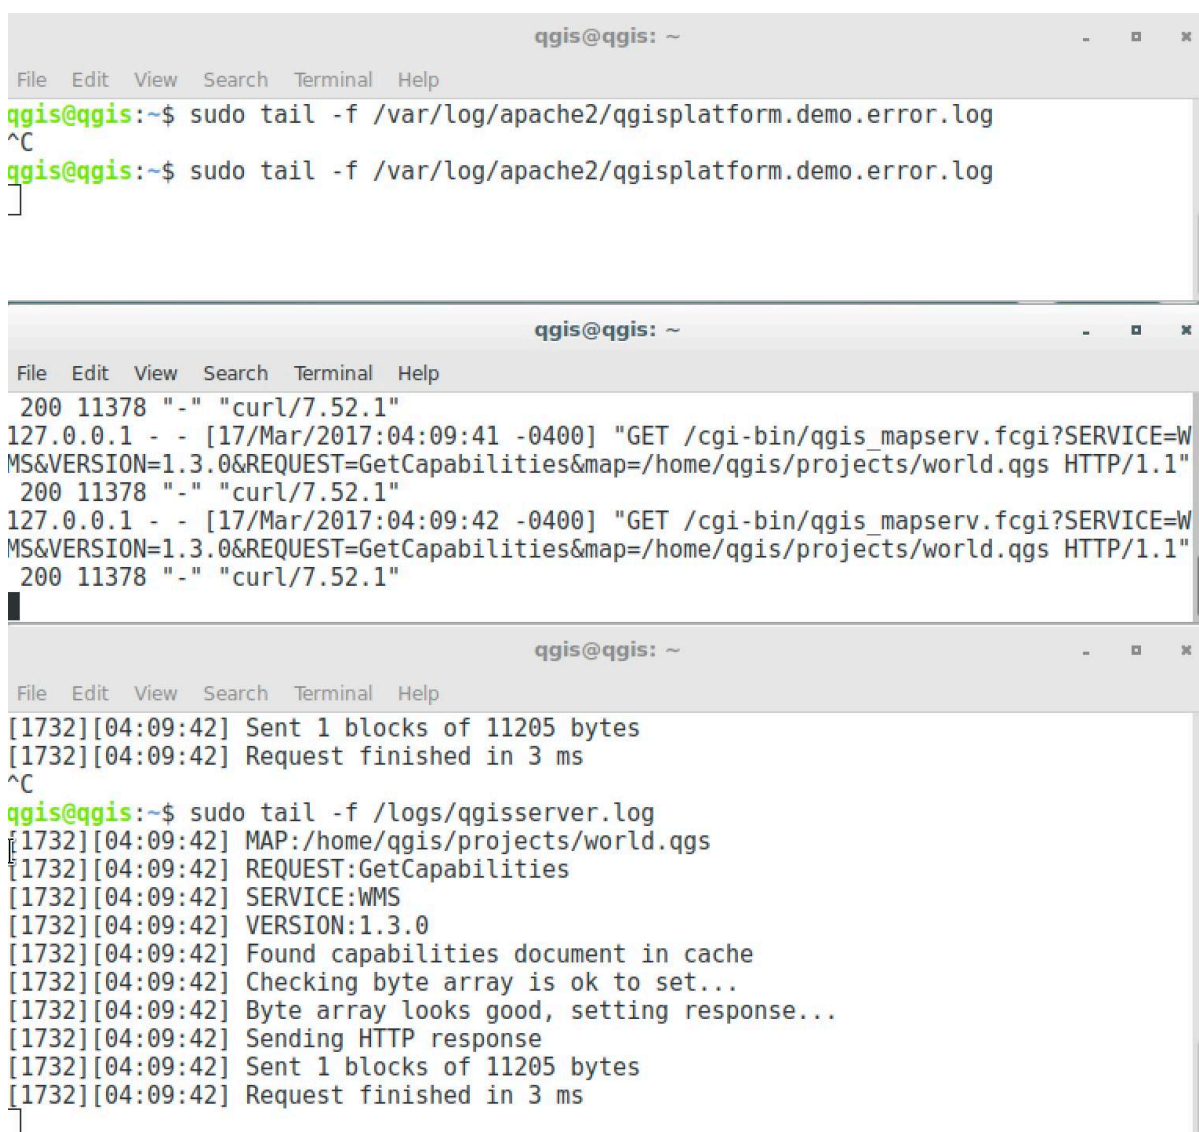 qgis@qgis: ~
File Edit View Search Terminal Help
qgis@qgis:~$ sudo tail -f /var/log/apache2/qgisplatform.demo.error.log
^C
qgis@qgis:~$ sudo tail -f /var/log/apache2/qgisplatform.demo.error.log
qgis@qgis: ~
File Edit View Search Terminal Help
200 11378 "-" "curl/7.52.1"
127.0.0.1 - - [17/Mar/2017:04:09:41 -0400] "GET /cgi-bin/qgis_mapserv.fcgi?SERVICE=W
MS&VERSION=1.3.0&REQUEST=GetCapabilities&map=/home/qgis/projects/world.qgs HTTP/1.1"
200 11378 "-" "curl/7.52.1"
127.0.0.1 - - [17/Mar/2017:04:09:42 -0400] "GET /cgi-bin/qgis_mapserv.fcgi?SERVICE=W
MS&VERSION=1.3.0&REQUEST=GetCapabilities&map=/home/qgis/projects/world.qgs HTTP/1.1"
200 11378 "-" "curl/7.52.1"
qgis@qgis: ~
File Edit View Search Terminal Help
[1732][04:09:42] Sent 1 blocks of 11205 bytes
[1732][04:09:42] Request finished in 3 ms
^C
qgis@qgis:~$ sudo tail -f /logs/qgisserver.log
[1732][04:09:42] MAP:/home/qgis/projects/world.qgs
[1732][04:09:42] REQUEST:GetCapabilities
[1732][04:09:42] SERVICE:WMS
[1732][04:09:42] VERSION:1.3.0
[1732][04:09:42] Found capabilities document in cache
[1732][04:09:42] Checking byte array is ok to set...
[1732][04:09:42] Byte array looks good, setting response...
[1732][04:09:42] Sending HTTP response
[1732][04:09:42] Sent 1 blocks of 11205 bytes
[1732][04:09:42] Request finished in 3 ms